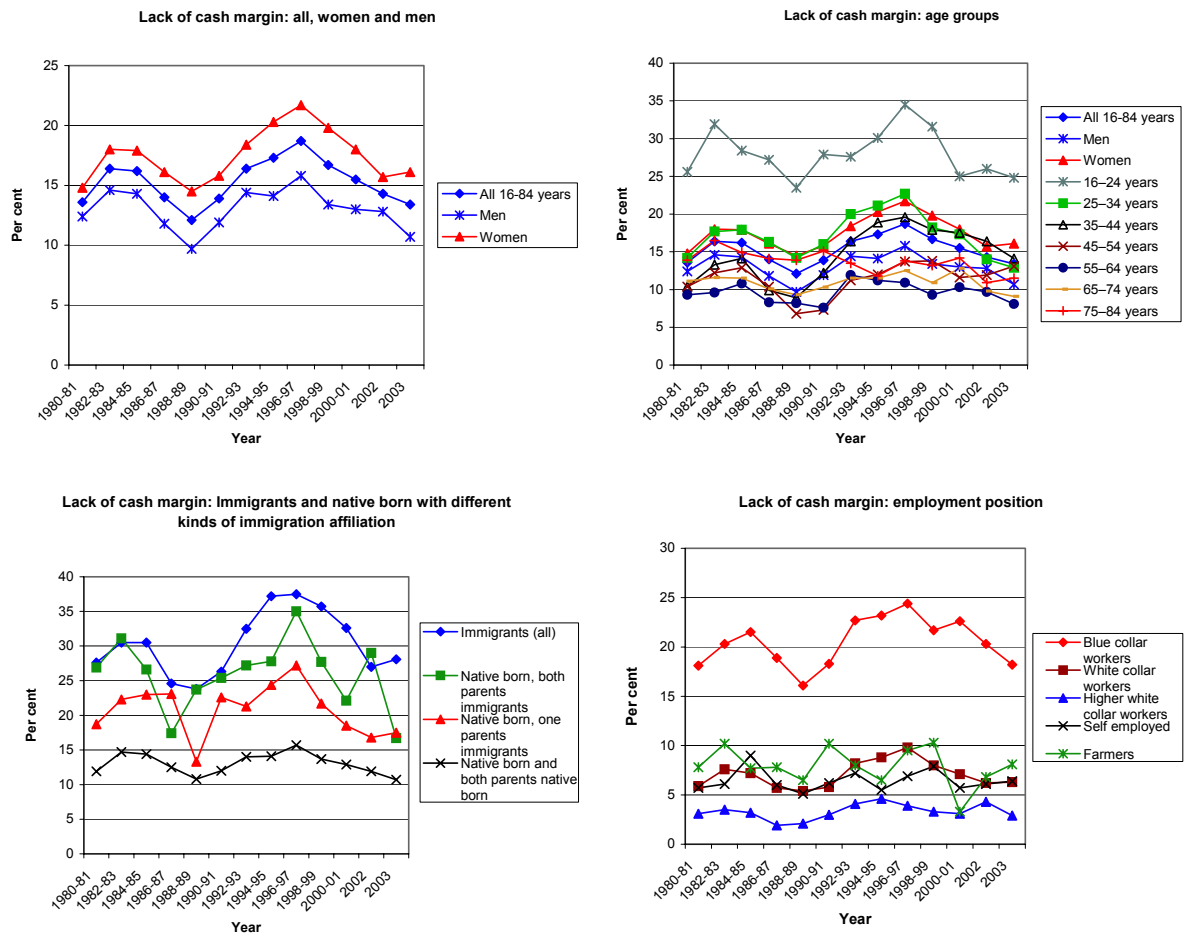 Lack of cash margin: all, women and men
25
20
15
10
5
0
Per cent
1980-81
1982-83
1984-85
1986-87
1988-89
1990-91
1992-93
1994-95
1996-97
1998-99
2000-01
2002
2003
Year
All 16-84 years
Men
Women
Lack of cash margin: age groups
40
35
30
25
20
15
10
5
0
Per cent
1980-81
1982-83
1984-85
1986-87
1988-89
1990-91
1992-93
1994-95
1996-97
1998-99
2000-01
2002
2003
Year
All 16-84 years
Men
Women
16–24 years
25–34 years
35–44 years
45–54 years
55–64 years
65–74 years
75–84 years
Lack of cash margin: Immigrants and native born with different
kinds of immigration affiliation
40
35
30
25
20
15
10
5
0
Per cent
1980-81
1982-83
1984-85
1986-87
1988-89
1990-91
1992-93
1994-95
1996-97
1998-99
2000-01
2002
2003
Year
Immigrants (all)
Native born, both
parents
immigrants
Native born, one
parents
immigrants
Native born and
both parents native
born
Lack of cash margin: employment position
30
25
20
15
10
5
0
Per cent
1980-81
1982-83
1984-85
1986-87
1988-89
1990-91
1992-93
1994-95
1996-97
1998-99
2000-01
2002
2003
Year
Blue collar
workers
White collar
workers
Higher white
collar workers
Self employed
Farmers